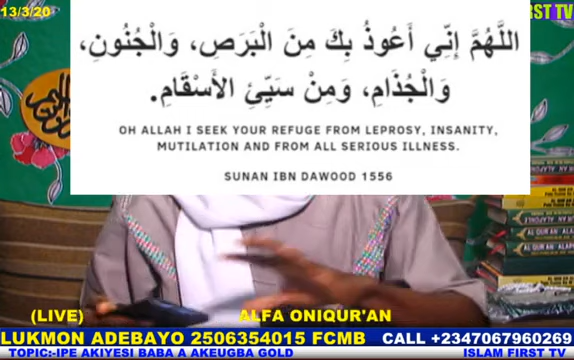 13/3/20
RST TV
اللَّهُمَّ إِنِّي أَعُوذُ بِكَ مِنَ الْبَرَصِ، وَالْجُنُونِ،
وَالْجُذَامِ، وَمِنْ سَيِّئِ الأَسْقَامِ.
OH ALLAH I SEEK YOUR REFUGE FROM LEPROSY, INSANITY,
MUTILATION AND FROM ALL SERIOUS ILLNESS.
SUNAN IBN DAWOOD 1556
(LIVE) ALFA ONIQUR'AN
LUKMON ADEBAYO 2506354015 FCMB CALL +2347067960269
TOPIC:-IPE AKIYESI BABA A AKEUGBA GOLD ISLAM FIRST TV